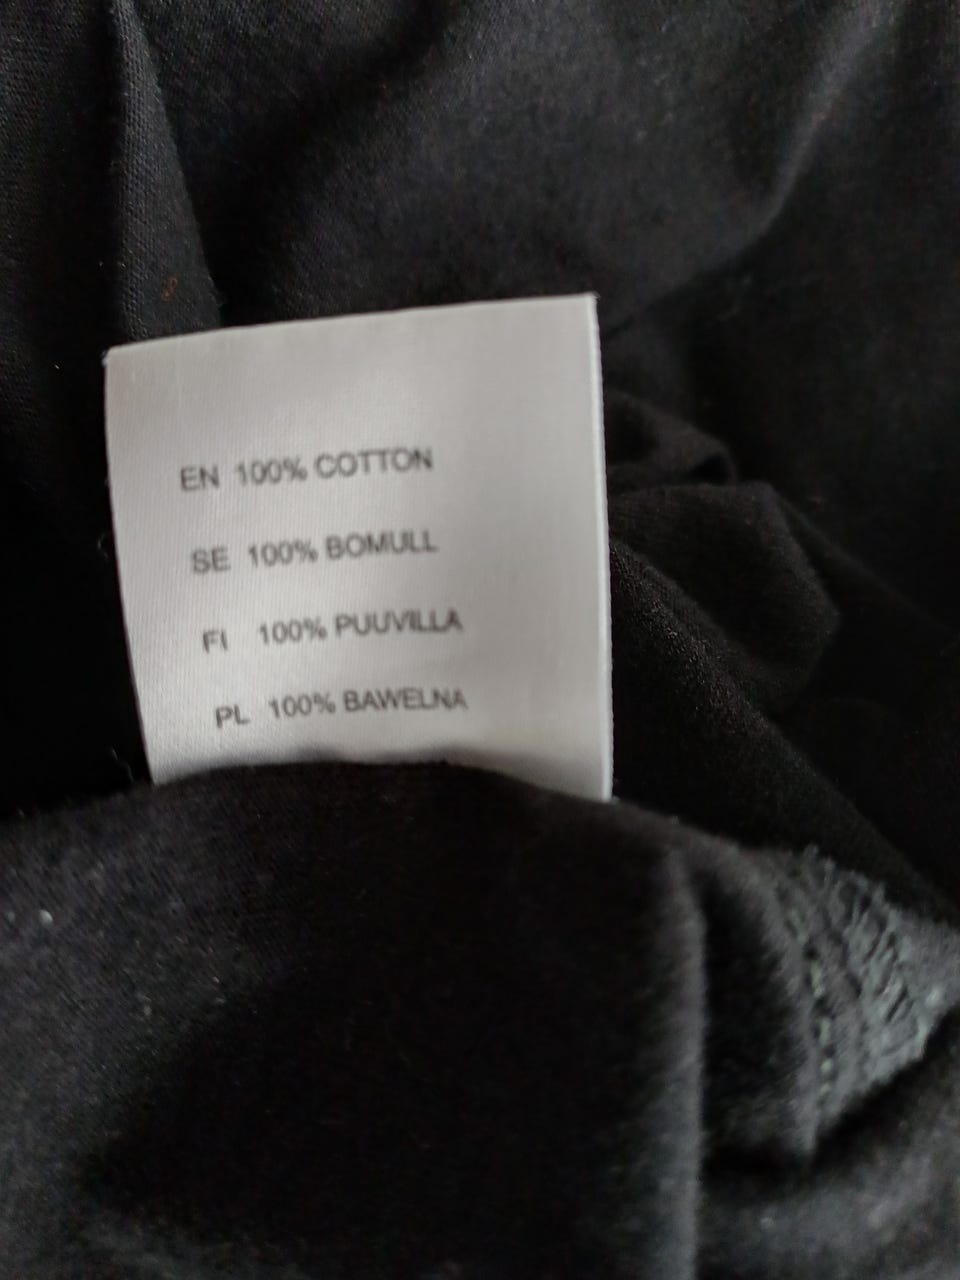 EN 100% COTTON
SE 100% BOMULL
FI 100% PUUVILLA
PL 100% BAWELNA